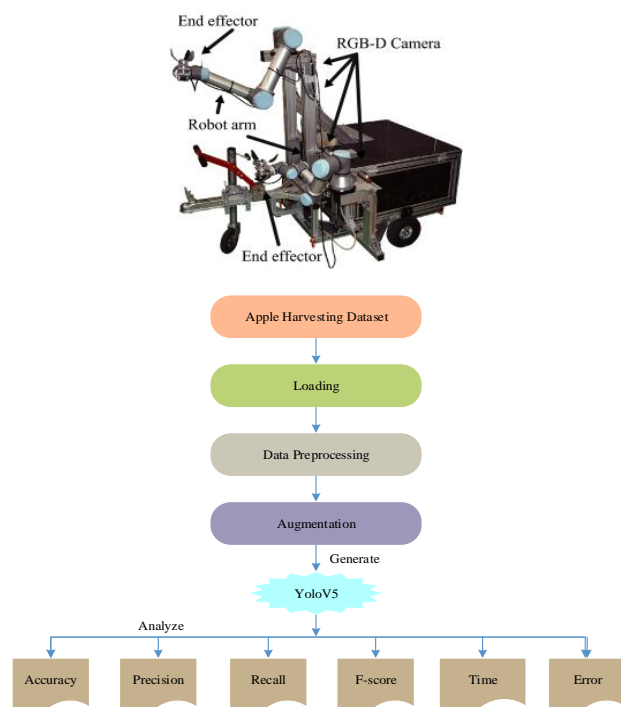 End effector
RGB-D Camera
Robot arm
End effector
Apple Harvesting Dataset
Loading
Data Preprocessing
Augmentation
Generate
YoloV5
Analyze
Accuracy
Precision
Recall
F-score
Time
Error